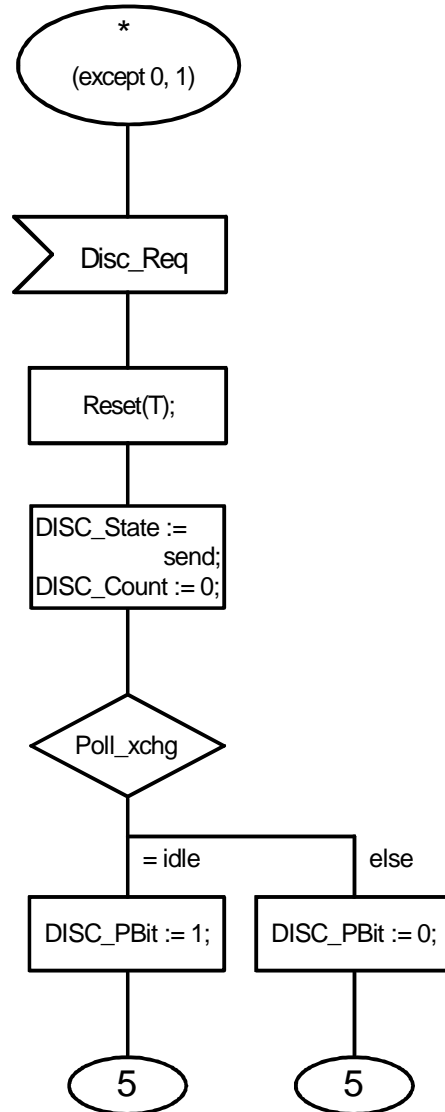 *
(except 0, 1)
Disc_Req
Reset(T);
DISC_State :=
send;
DISC_Count := 0;
Poll_xchg
= idle
else
DISC_PBit := 1;
DISC_PBit := 0;
5
5